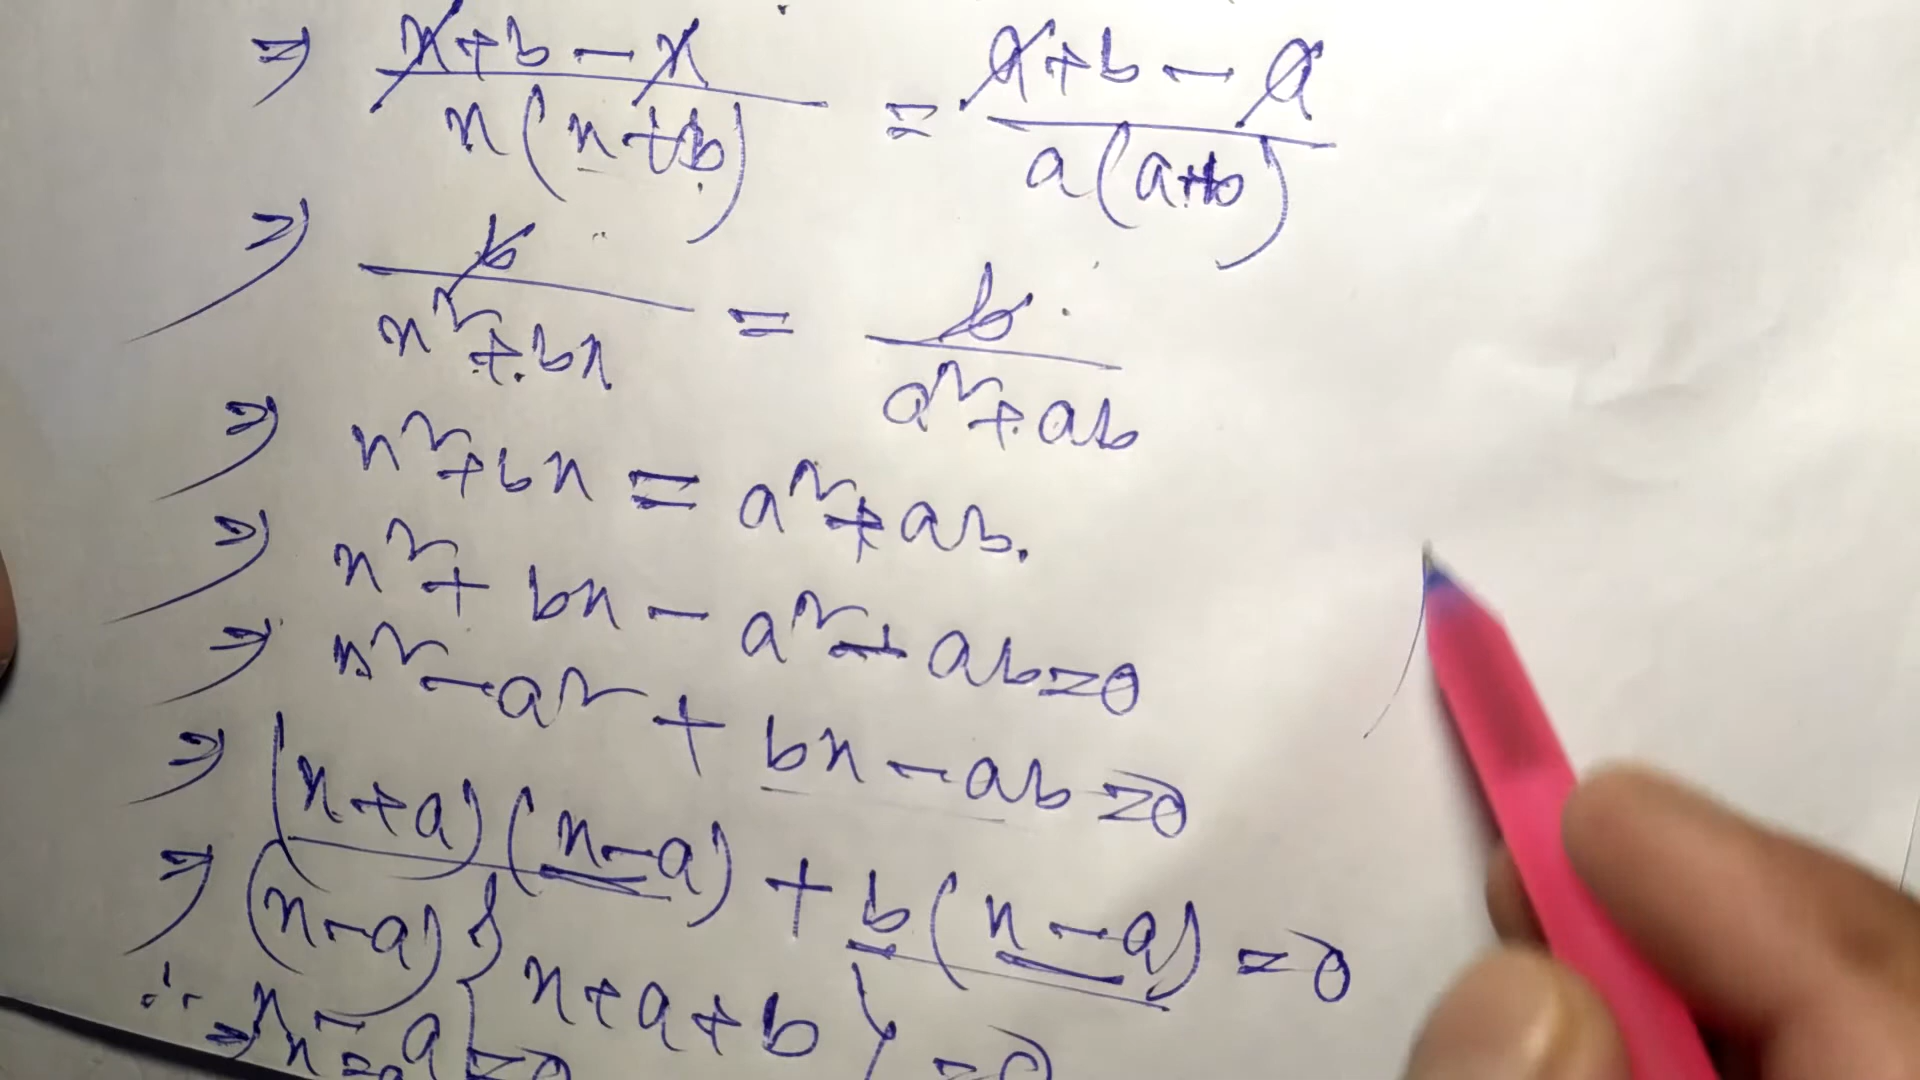 ⇒ x+b-x / x(x+b) = a+b-a / a(a+b)
⇒ b / x²+bx = b / a²+ab
⇒ x²+bx = a²+ab.
⇒ x²+bx-a²+ab=0
⇒ x²-a²+bx-ab=0
⇒ (x+a)(x-a)+b(x-a)=0
⇒ (x-a){x+a+b}=0
∴ x-a=0
⇒ x=a